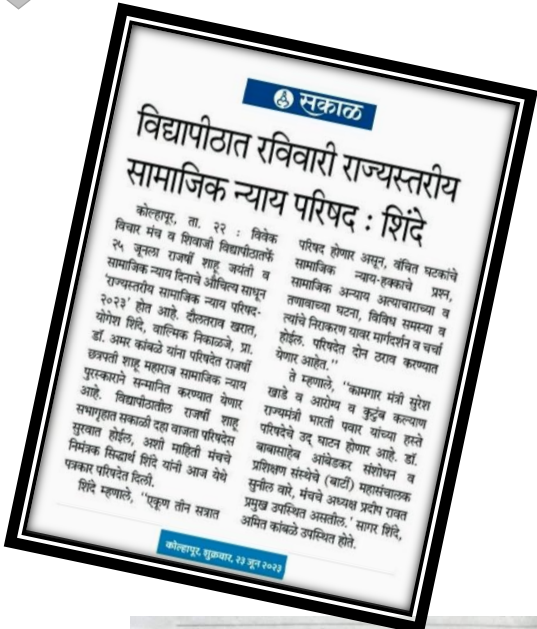 सकाळ
विद्यापीठात रविवारी राज्यस्तरीय
सामाजिक न्याय परिषद : शिंदे
कोल्हापूर, ता. २२ : विवेक
विचार मंच व शिवाजी विद्यापीठातर्फे
२५ जूनला राजर्षी शाहू जयंती व
सामाजिक न्याय दिनाचे औचित्य साधून
'राज्यस्तरीय सामाजिक न्याय परिषद-
२०२३' होत आहे. दौलतराव खरात,
योगेश शिंदे, वाल्मिक निकाळजे, प्रा.
डॉ. अमर कांबळे यांना परिषदेत राजर्षी
छत्रपती शाहू महाराज सामाजिक न्याय
पुरस्काराने सन्मानित करण्यात येणार
आहे. विद्यापीठातील राजर्षी शाहू
सभागृहात सकाळी दहा वाजता परिषदेस
सुरवात होईल, अशी माहिती मंचचे
निमंत्रक सिद्धार्थ शिंदे यांनी आज येथे
पत्रकार परिषदेत दिली.
शिंदे म्हणाले, ''एकूण तीन सत्रात
परिषद होणार असून, वंचित घटकांचे
सामाजिक न्याय-हक्काचे प्रश्न,
सामाजिक अन्याय अत्याचाराच्या व
तणावाच्या घटना, विविध समस्या व
त्यांचे निराकरण यावर मार्गदर्शन व चर्चा
होईल. परिषदेत दोन ठराव करण्यात
येणार आहेत.''
ते म्हणाले, ''कामगार मंत्री सुरेश
खाडे व आरोग्य व कुटुंब कल्याण
राज्यमंत्री भारती पवार यांच्या हस्ते
परिषदेचे उद् घाटन होणार आहे. डॉ.
बाबासाहेब आंबेडकर संशोधन व
प्रशिक्षण संस्थेचे (बार्टी) महासंचालक
सुनील वारे, मंचचे अध्यक्ष प्रदीप रावत
प्रमुख उपस्थित असतील.' सागर शिंदे,
अमित कांबळे उपस्थित होते.
कोल्हापूर, शुक्रवार, २३ जून २०२३